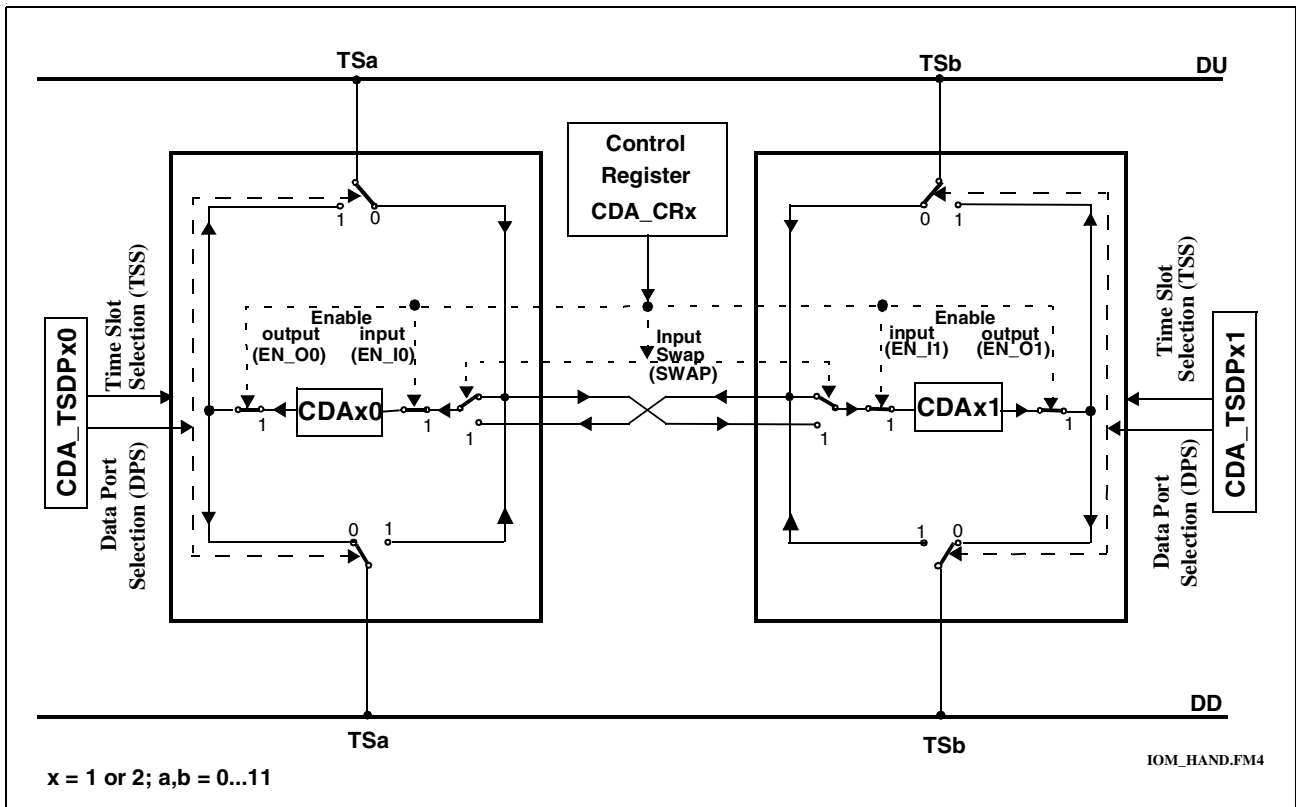 TSa
TSb
DU
Control
Register
CDA_CRx
1
0
0
1
Time Slot
Selection (TSS)
Time Slot
Selection (TSS)
Enable
output
(EN_O0)
input
(EN_I0)
Input
Swap
(SWAP)
Enable
input
(EN_I1)
output
(EN_O1)
CDA_TSDPx0
CDA_TSDPx1
CDAx0
CDAx1
1
1
1
1
1
1
Data Port
Selection (DPS)
Data Port
Selection (DPS)
0
1
1
0
DD
TSa
TSb
IOM_HAND.FM4
x = 1 or 2; a,b = 0...11